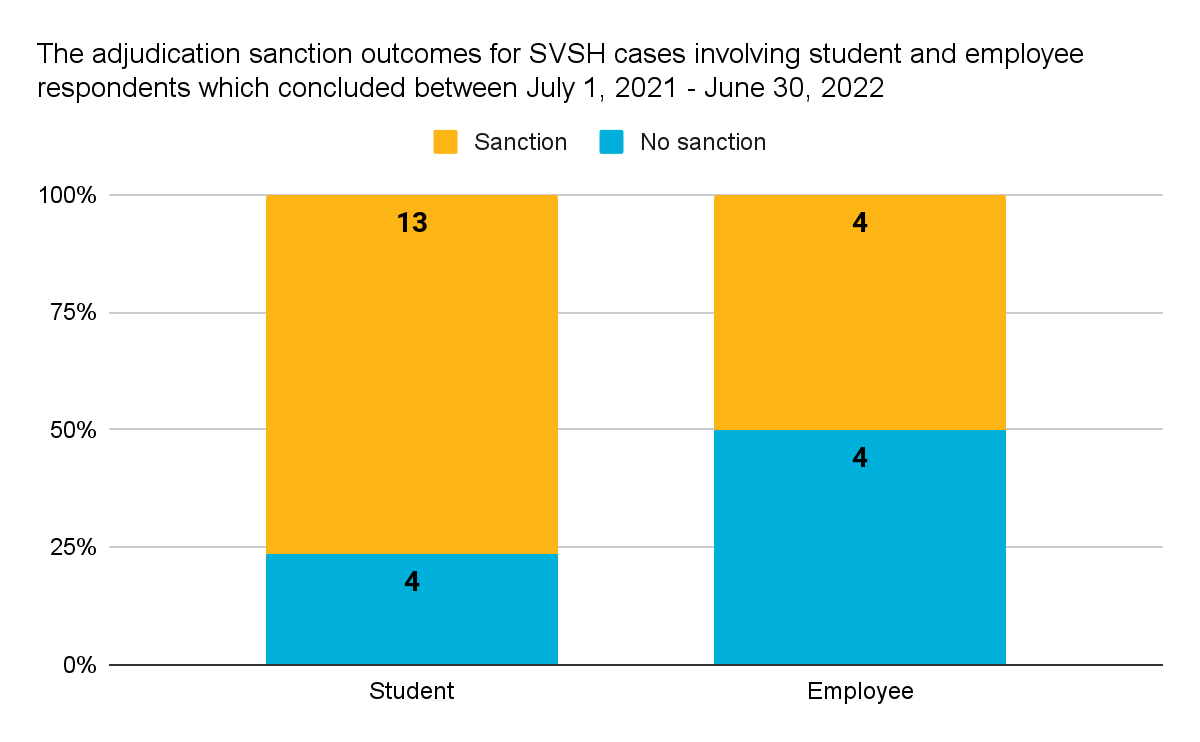 The adjudication sanction outcomes for SVSH cases involving student and employee
respondents which concluded between July 1, 2021 - June 30, 2022
Sanction No sanction
100%
13 4
75%
50%
4
25%
4
0%
Student Employee